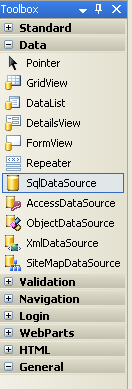 Toolbox
Standard
Data
Pointer
GridView
DataList
DetailsView
FormView
Repeater
SqlDataSource
AccessDataSource
ObjectDataSource
XmlDataSource
SiteMapDataSource
Validation
Navigation
Login
WebParts
HTML
General